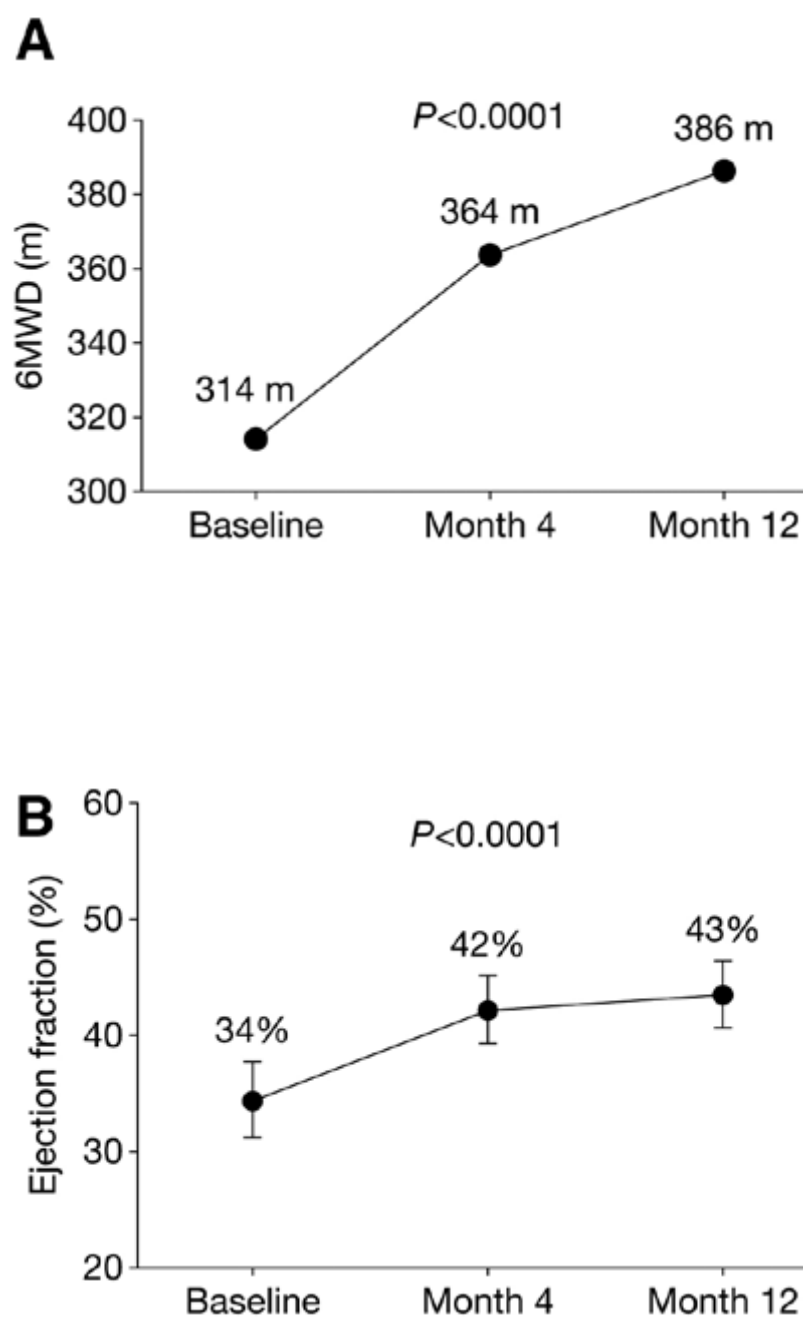 A
P<0.0001
400
386 m
380
364 m
360
6MWD (m)
340
314 m
320
300
Baseline Month 4 Month 12
B
60
P<0.0001
50
43%
42%
Ejection fraction (%)
40
34%
30
20
Baseline Month 4 Month 12